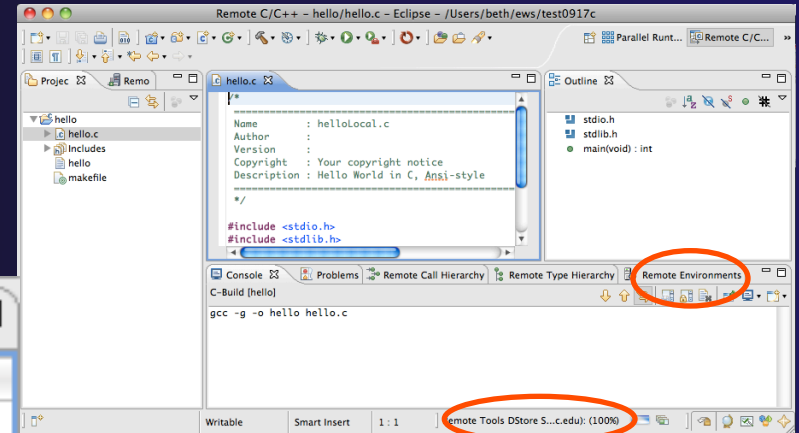 Remote C/C++ - hello/hello.c - Eclipse - /Users/beth/ews/test0917c
Parallel Runt... Remote C/C... »
Projec Remo
hello.c
Outline
hello
hello.c
Includes
hello
makefile
/*
============================================
Name : helloLocal.c
Author :
Version :
Copyright : Your copyright notice
Description : Hello World in C, Ansi-style
============================================
*/
#include <stdio.h>
#include <stdlib.h>
stdio.h
stdlib.h
main(void) : int
Console Problems Remote Call Hierarchy Remote Type Hierarchy Remote Environments
C-Build [hello]
gcc -g -o hello hello.c
Writable Smart Insert 1 : 1 emote Tools DStore S...c.edu): (100%)